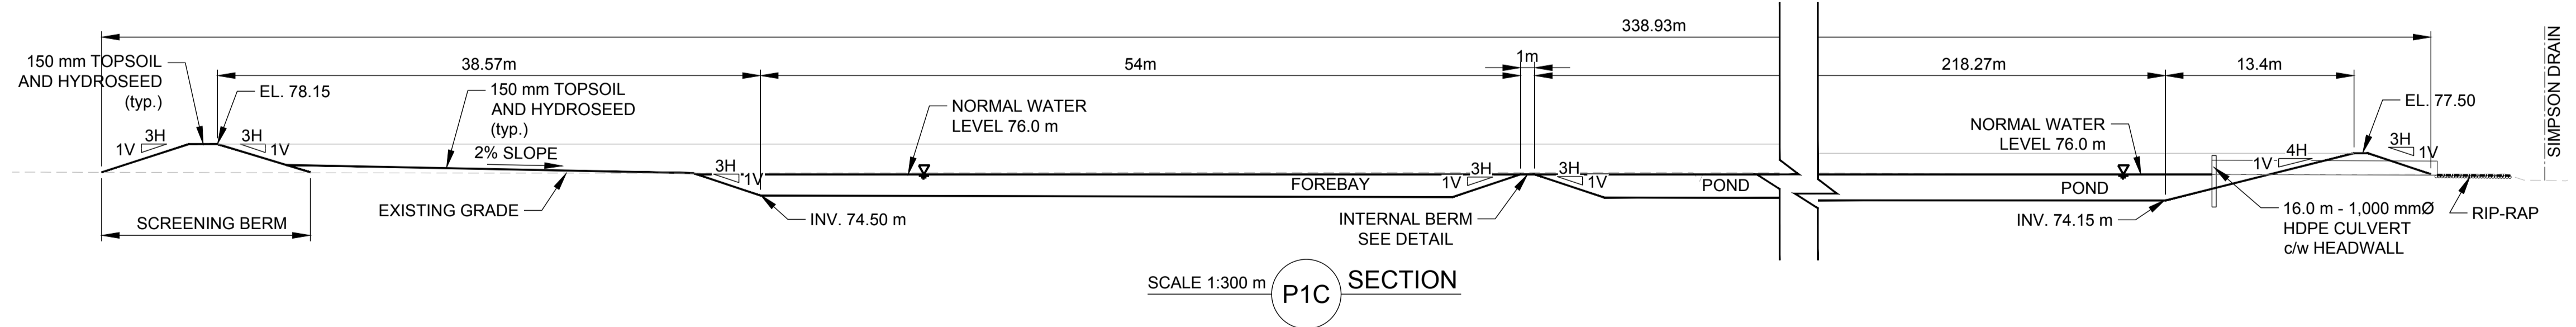 338.93m
150 mm TOPSOIL
AND HYDROSEED
(typ.)
38.57m
54m
1m
218.27m
13.4m
SIMPSON DRAIN
EL. 78.15
150 mm TOPSOIL
AND HYDROSEED
(typ.)
NORMAL WATER
LEVEL 76.0 m
NORMAL WATER
LEVEL 76.0 m
EL. 77.50
3H
1V
3H
1V
2% SLOPE
3H
1V
3H
1V
3H
1V
4H
1V
3H
1V
FOREBAY
POND
POND
SCREENING BERM
EXISTING GRADE
INV. 74.50 m
INTERNAL BERM
SEE DETAIL
INV. 74.15 m
16.0 m - 1,000 mmØ
HDPE CULVERT
c/w HEADWALL
RIP-RAP
SCALE 1:300 m
P1C
SECTION